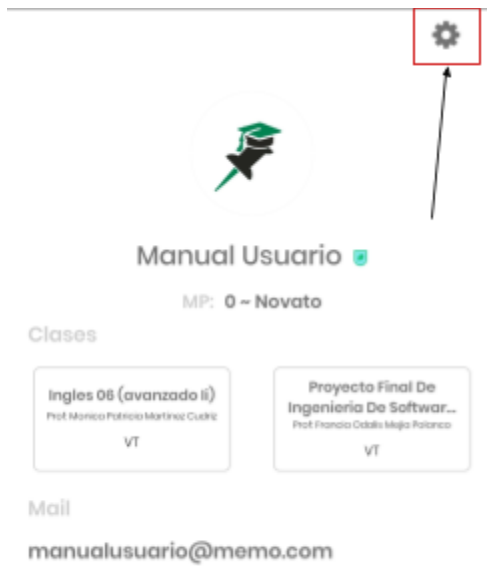 Manual Usuario
MP: 0 ~ Novato
Clases
Ingles 06 (avanzado Ii)
Prof: Monica Patricia Martinez
VT
Proyecto Final De
Ingenieria De Softwar...
Prof: Francia Odalis Mejia Polanco
VT
Mail
manualusuario@memo.com